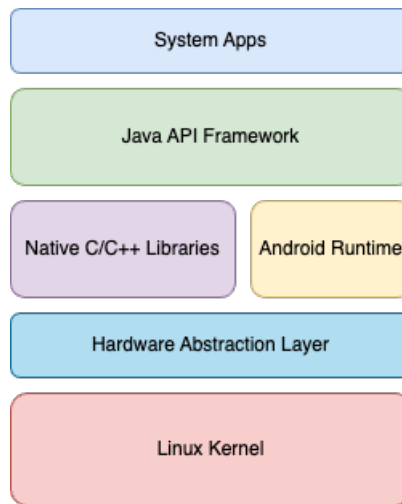 System Apps
Java API Framework
Native C/C++ Libraries
Android Runtime
Hardware Abstraction Layer
Linux Kernel